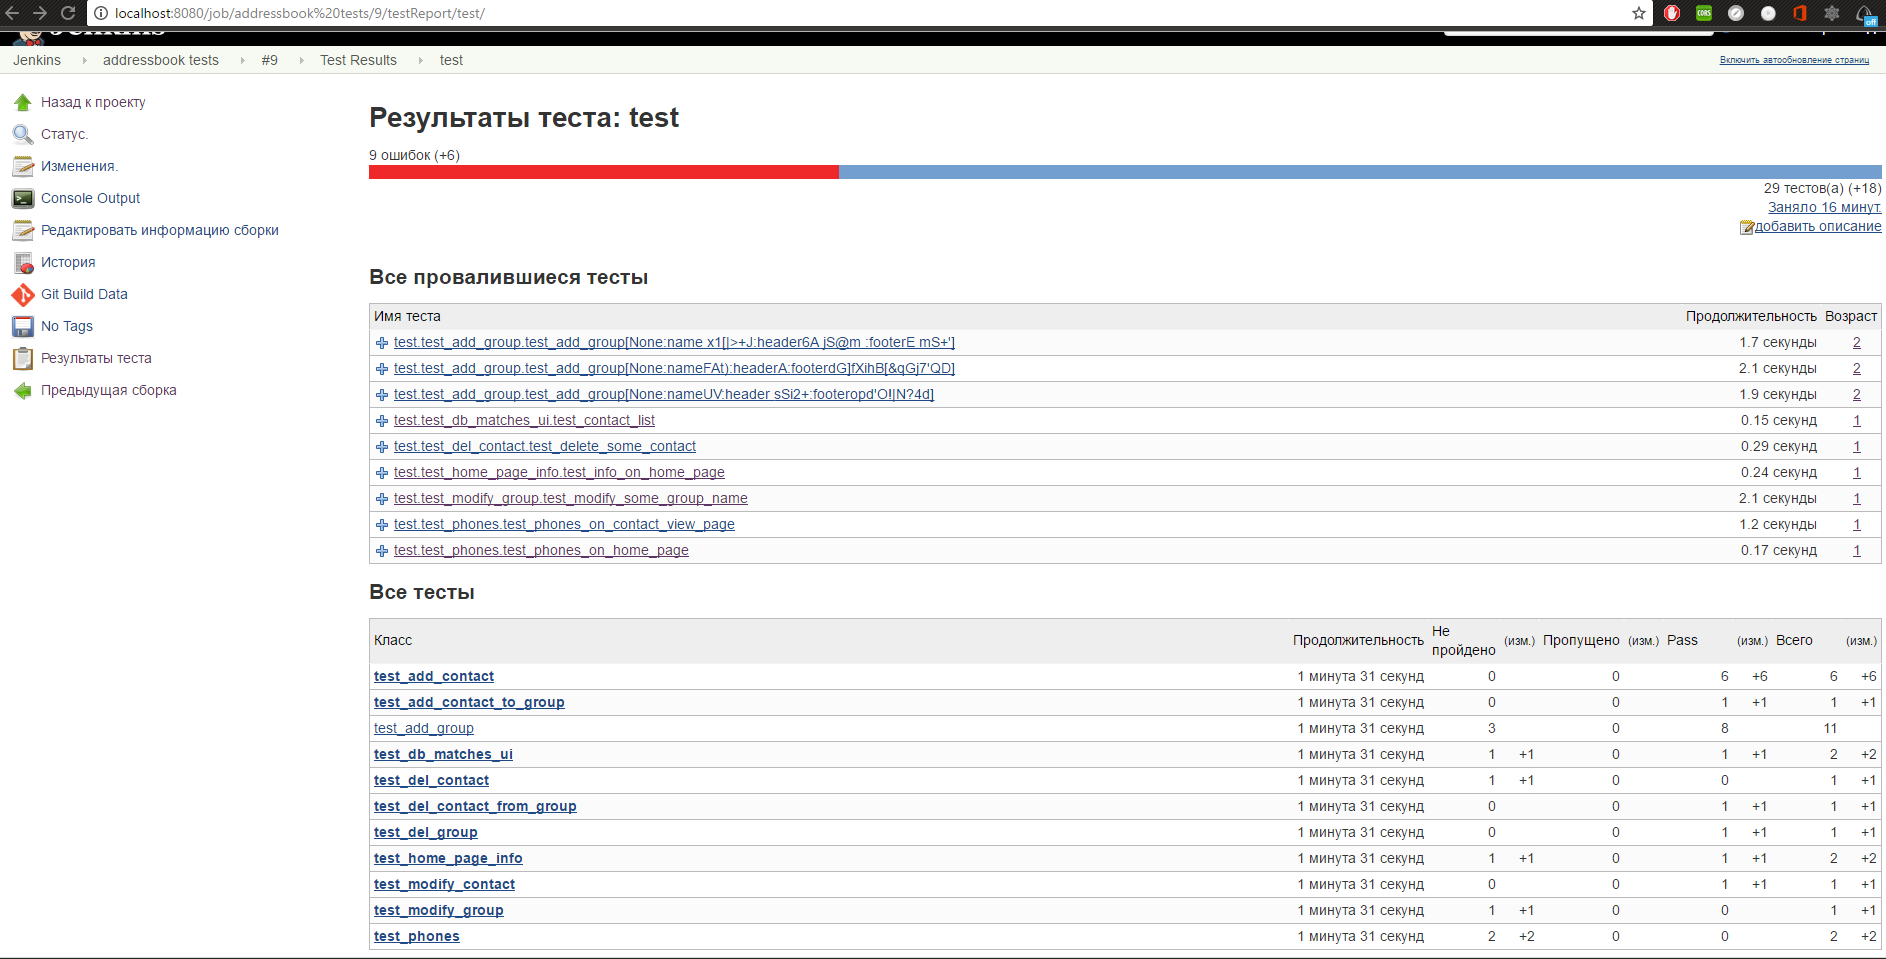 localhost:8080/job/addressbook%20tests/9/testReport/test/
Jenkins
Jenkins addressbook tests #9 Test Results test
Включить автообновление страниц
Назад к проекту
Статус.
Изменения.
Console Output
Редактировать информацию сборки
История
Git Build Data
No Tags
Результаты теста
Предыдущая сборка
Результаты теста: test
9 ошибок (+6)
29 тестов(а) (+18)
Заняло 16 минут.
добавить описание
Все провалившиеся тесты
Имя теста Продолжительность Возраст
test.test_add_group.test_add_group[None:name x1[|>+J:header6A jS@m :footerE mS+'] 1.7 секунды 2
test.test_add_group.test_add_group[None:nameFAt):headerA:footerdG]fXihB[&qGj7'QD] 2.1 секунды 2
test.test_add_group.test_add_group[None:nameUV:header sSi2+:footeropd'O!|N?4d] 1.9 секунды 2
test.test_db_matches_ui.test_contact_list 0.15 секунд 1
test.test_del_contact.test_delete_some_contact 0.29 секунд 1
test.test_home_page_info.test_info_on_home_page 0.24 секунд 1
test.test_modify_group.test_modify_some_group_name 2.1 секунды 1
test.test_phones.test_phones_on_contact_view_page 1.2 секунды 1
test.test_phones.test_phones_on_home_page 0.17 секунд 1
Все тесты
Класс Продолжительность Не пройдено (изм.) Пропущено (изм.) Pass (изм.) Всего (изм.)
test_add_contact 1 минута 31 секунд 0 0 6 +6 6 +6
test_add_contact_to_group 1 минута 31 секунд 0 0 1 +1 1 +1
test_add_group 1 минута 31 секунд 3 0 8 11
test_db_matches_ui 1 минута 31 секунд 1 +1 0 1 +1 2 +2
test_del_contact 1 минута 31 секунд 1 +1 0 0 1 +1
test_del_contact_from_group 1 минута 31 секунд 0 0 1 +1 1 +1
test_del_group 1 минута 31 секунд 0 0 1 +1 1 +1
test_home_page_info 1 минута 31 секунд 1 +1 0 1 +1 2 +2
test_modify_contact 1 минута 31 секунд 0 0 1 +1 1 +1
test_modify_group 1 минута 31 секунд 1 +1 0 0 1 +1
test_phones 1 минута 31 секунд 2 +2 0 0 2 +2